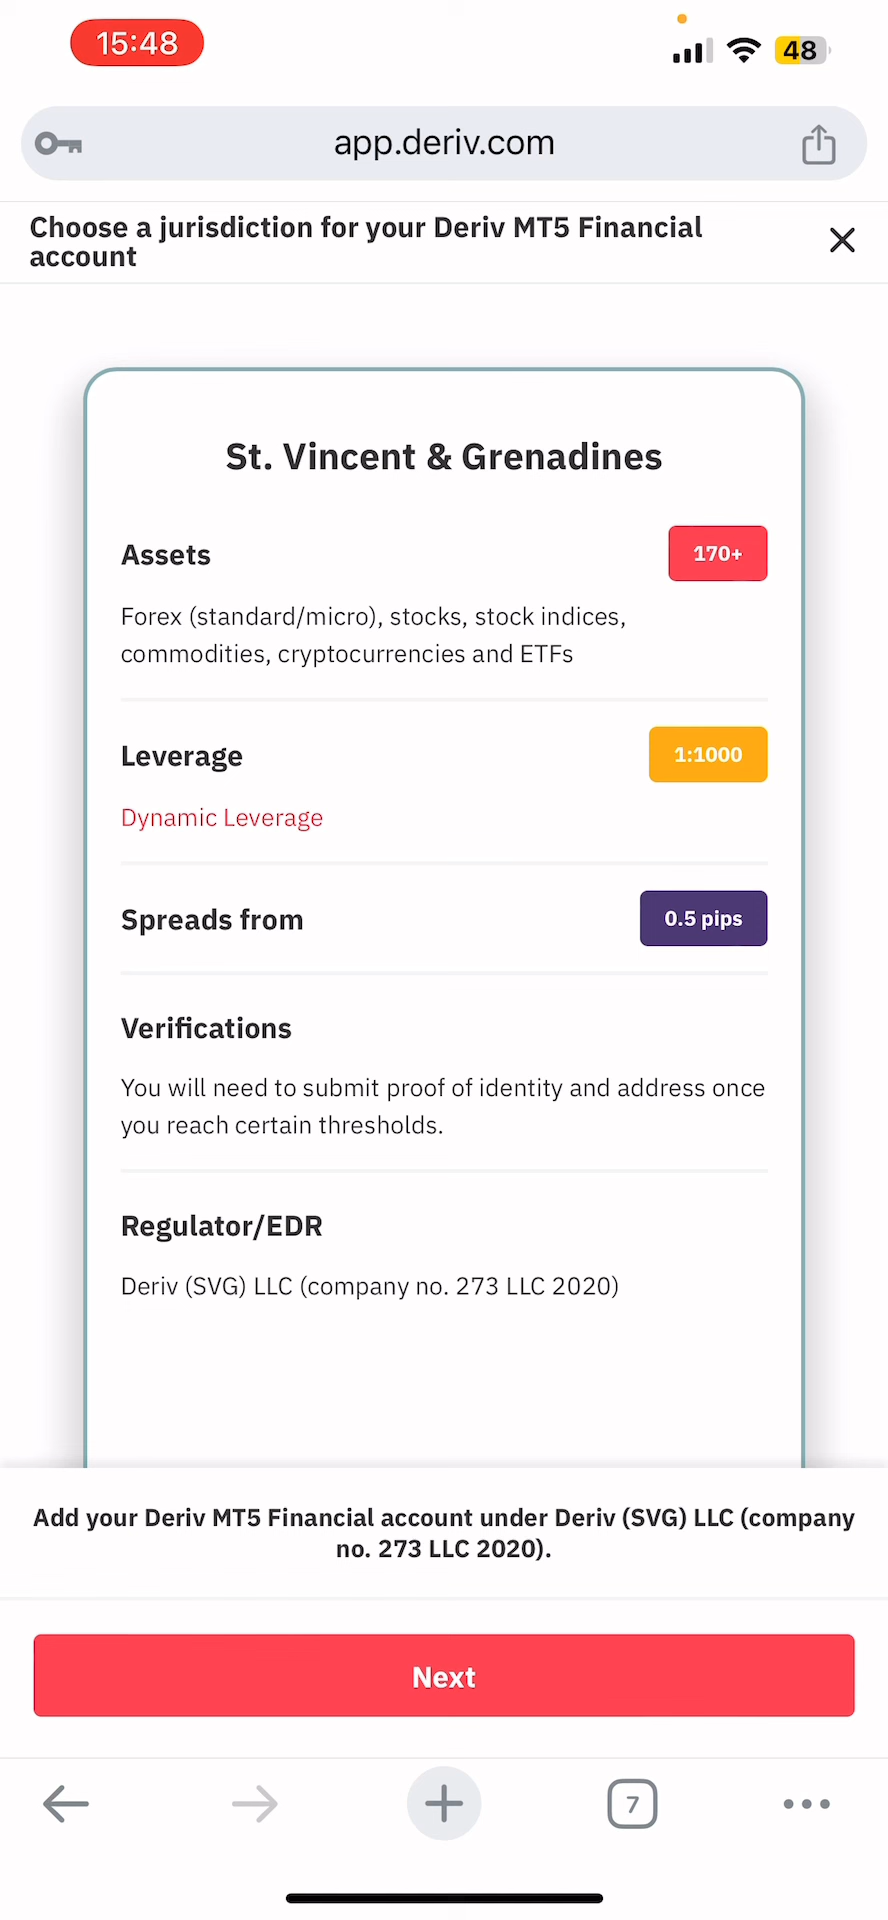 15:48
48
app.deriv.com
Choose a jurisdiction for your Deriv MT5 Financial
account
St. Vincent & Grenadines
Assets
170+
Forex (standard/micro), stocks, stock indices,
commodities, cryptocurrencies and ETFs
Leverage
1:1000
Dynamic Leverage
Spreads from
0.5 pips
Verifications
You will need to submit proof of identity and address once
you reach certain thresholds.
Regulator/EDR
Deriv (SVG) LLC (company no. 273 LLC 2020)
Add your Deriv MT5 Financial account under Deriv (SVG) LLC (company
no. 273 LLC 2020).
Next
7